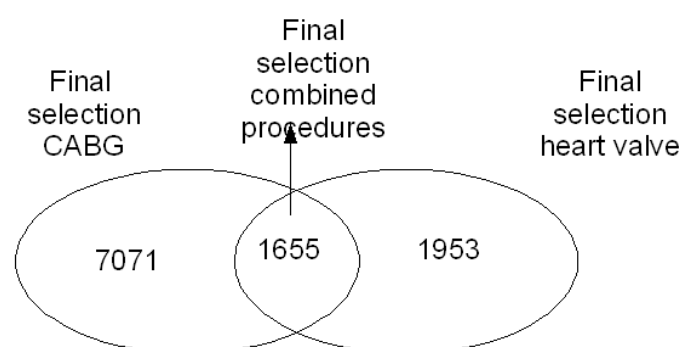 Final
selection
CABG
Final
selection
combined
procedures
Final
selection
heart valve
7071
1655
1953